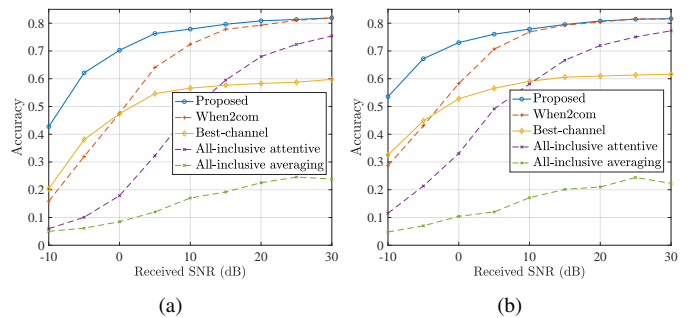 0.8
0.7
0.6
0.5
0.4
0.3
0.2
0.1
0
Accuracy
-10 0 10 20 30
Received SNR (dB)
Proposed
When2com
Best-channel
All-inclusive attentive
All-inclusive averaging
(a)
0.8
0.7
0.6
0.5
0.4
0.3
0.2
0.1
0
Accuracy
-10 0 10 20 30
Received SNR (dB)
Proposed
When2com
Best-channel
All-inclusive attentive
All-inclusive averaging
(b)